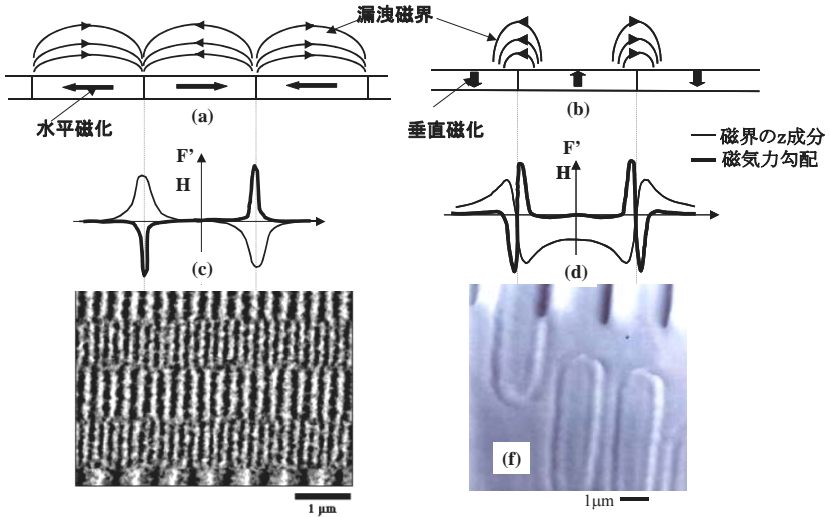 漏洩磁界
水平磁化
(a)
垂直磁化
(b)
磁界のz成分
磁気力勾配
F'
H
(c)
F'
H
(d)
1 μm
(f)
1μm